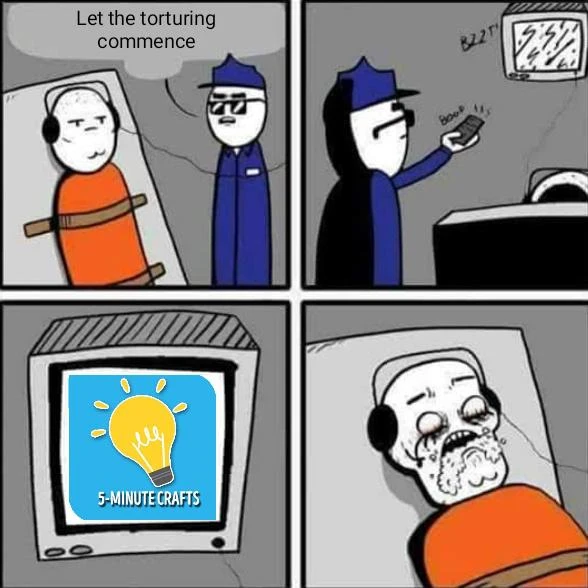 Let the torturing
commence
BZZT!
BOOP
5-MINUTE CRAFTS